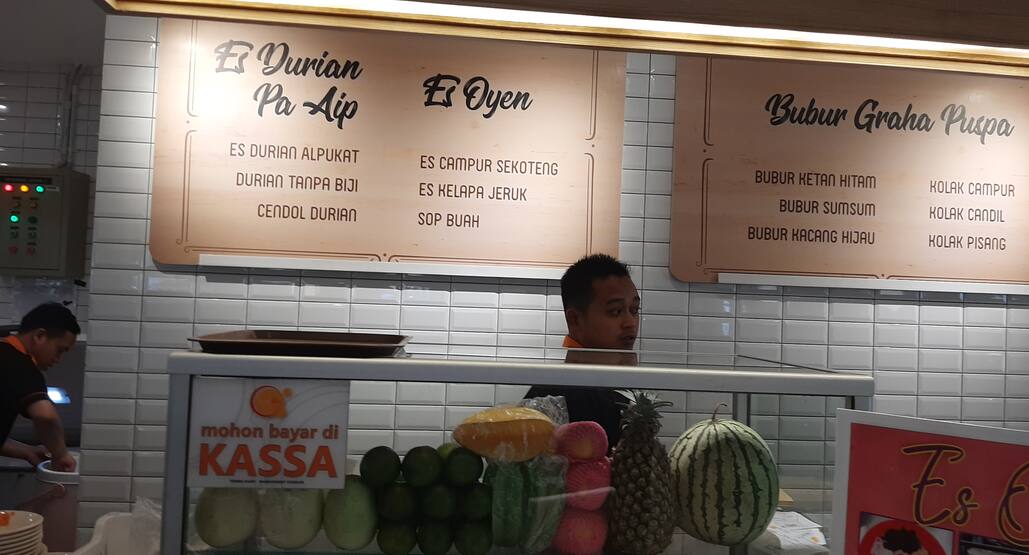 Es Durian
Pa Aip
ES DURIAN ALPUKAT
DURIAN TANPA BIJI
CENDOL DURIAN
Es Oyen
ES CAMPUR SEKOTENG
ES KELAPA JERUK
SOP BUAH
Bubur Graha Puspa
BUBUR KETAN HITAM
BUBUR SUMSUM
BUBUR KACANG HIJAU
KOLAK CAMPUR
KOLAK CANDIL
KOLAK PISANG
mohon bayar di
KASSA
Es